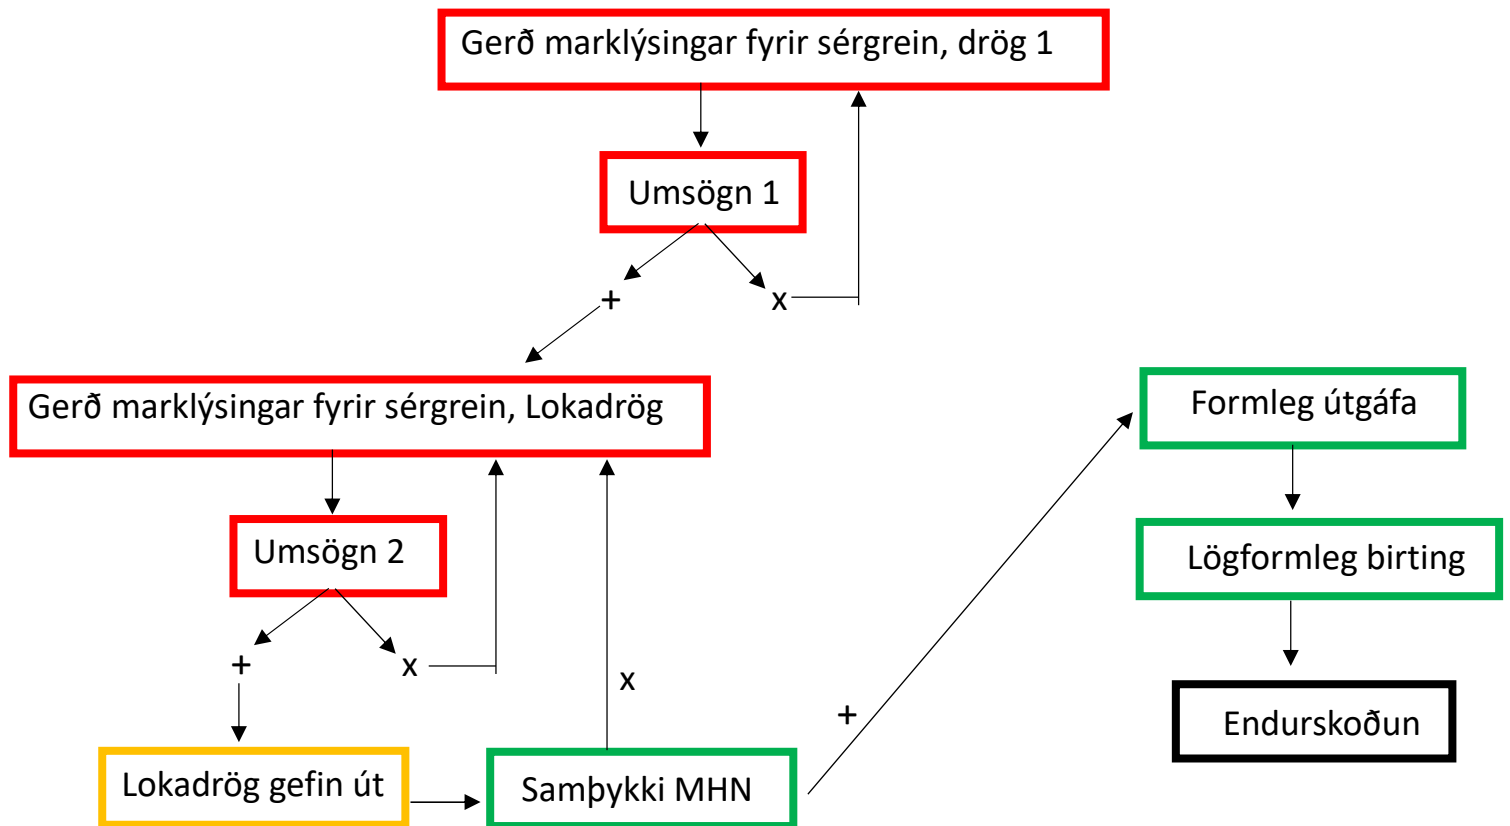 Gerð marklýsingar fyrir sérgrein, drög 1
Umsögn 1
+
x
Gerð marklýsingar fyrir sérgrein, Lokadrög
Umsögn 2
+
x
x
Lokadrög gefin út
Samþykki MHN
+
Formleg útgáfa
Lögformleg birting
Endurskoðun